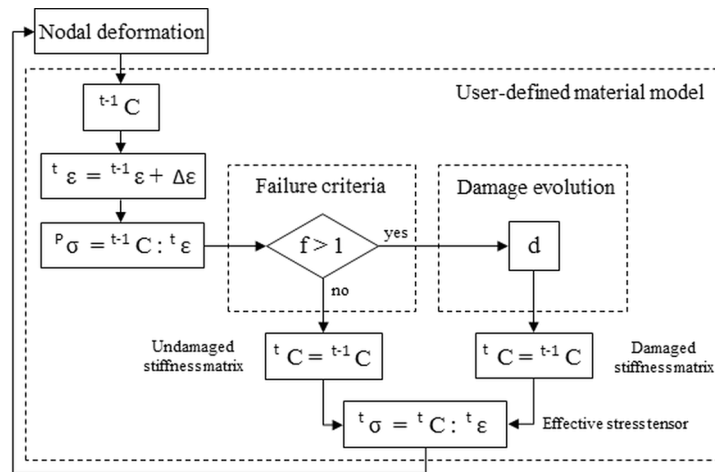 Nodal deformation
User-defined material model
ᵗ⁻¹ C
ᵗ ε = ᵗ⁻¹ ε + Δε
Failure criteria
Damage evolution
ᴾ σ = ᵗ⁻¹ C : ᵗ ε
f > 1
yes
d
no
Undamaged
stiffness matrix
ᵗ C = ᵗ⁻¹ C
ᵗ C = ᵗ⁻¹ C
Damaged
stiffness matrix
ᵗ σ = ᵗ C : ᵗ ε
Effective stress tensor